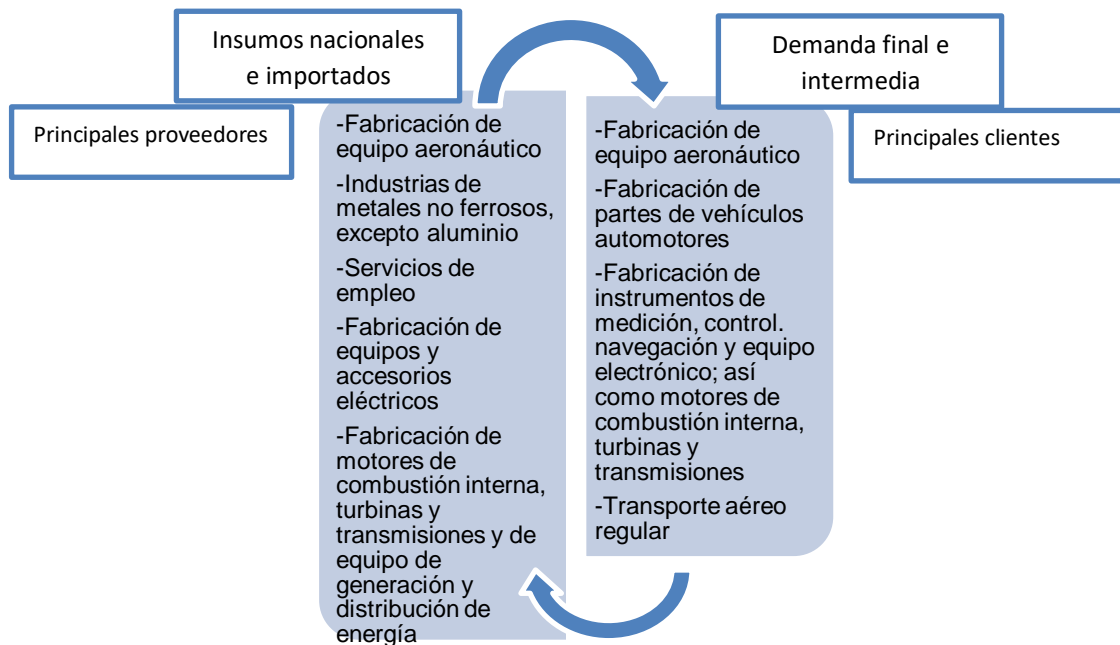 Insumos nacionales
e importados
Principales proveedores
-Fabricación de
equipo aeronáutico
-Industrias de
metales no ferrosos,
excepto aluminio
-Servicios de
empleo
-Fabricación de
equipos y
accesorios
eléctricos
-Fabricación de
motores de
combustión interna,
turbinas y
transmisiones y de
equipo de
generación y
distribución de
energía
Demanda final e
intermedia
Principales clientes
-Fabricación de
equipo aeronáutico
-Fabricación de
partes de vehículos
automotores
-Fabricación de
instrumentos de
medición, control.
navegación y equipo
electrónico; así
como motores de
combustión interna,
turbinas y
transmisiones
-Transporte aéreo
regular